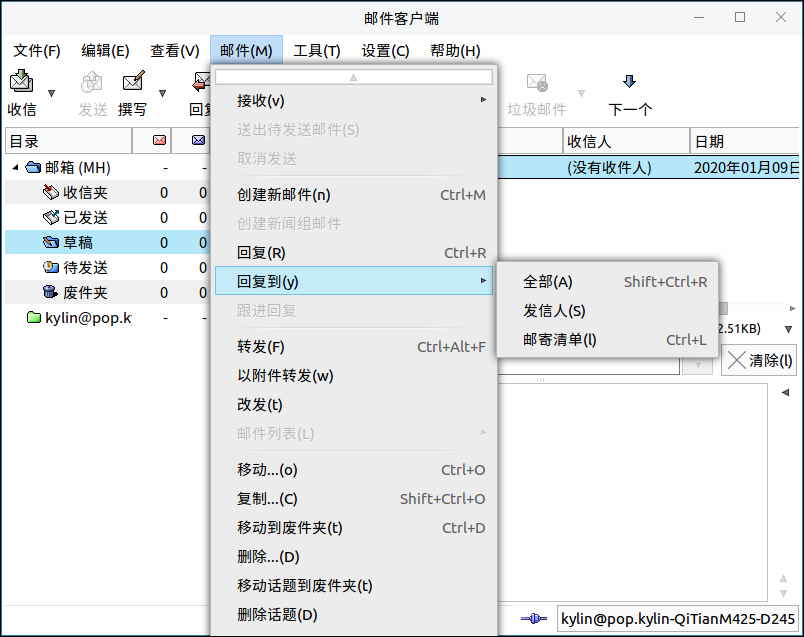 邮件客户端
文件(F) 编辑(E) 查看(V) 邮件(M) 工具(T) 设置(C) 帮助(H)
收信 发送 撰写 回复 垃圾邮件 下一个
目录 收信人 日期
邮箱 (MH) - - (没有收件人) 2020年01月09日
收信夹 0 0
已发送 0 0
草稿 0 0
待发送 0 0
废件夹 0 0
kylin@pop.k - -
接收(v)
送出待发送邮件(S)
取消发送
创建新邮件(n) Ctrl+M
创建新闻组邮件
回复(R) Ctrl+R
回复到(y)
跟进回复
转发(F) Ctrl+Alt+F
以附件转发(w)
改发(t)
邮件列表(L)
移动...(o) Ctrl+O
复制...(C) Shift+Ctrl+O
移动到废件夹(t) Ctrl+D
删除...(D)
移动话题到废件夹(t)
删除话题(D)
全部(A) Shift+Ctrl+R
发信人(S)
邮寄清单(l) Ctrl+L
2.51KB)
清除(l)
kylin@pop.kylin-QiTianM425-D245